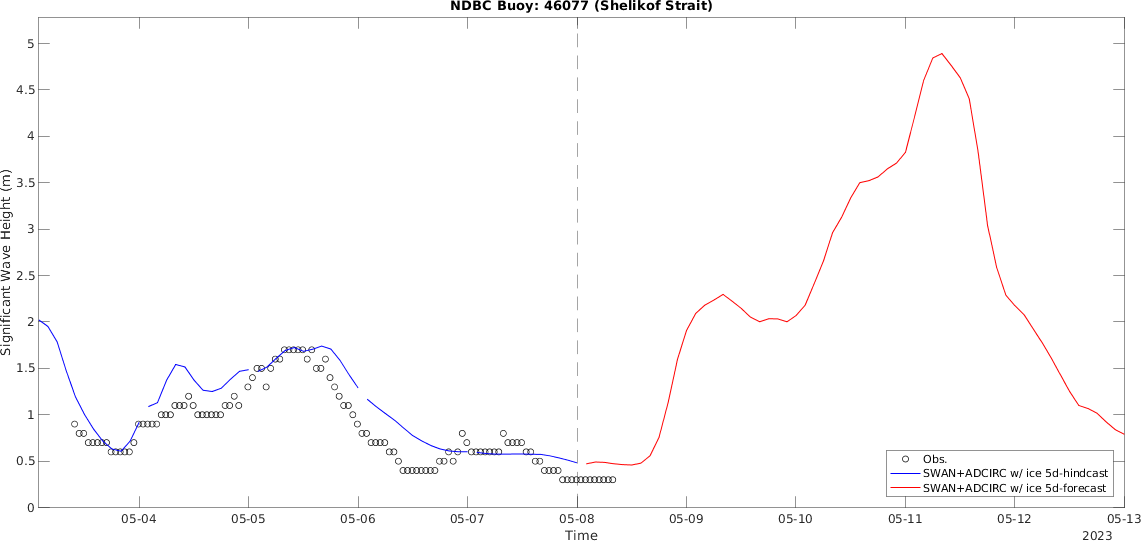 NDBC Buoy: 46077 (Shelikof Strait)
Significant Wave Height (m)
5
4.5
4
3.5
3
2.5
2
1.5
1
0.5
0
Obs.
SWAN+ADCIRC w/ ice 5d-hindcast
SWAN+ADCIRC w/ ice 5d-forecast
05-04 05-05 05-06 05-07 05-08 05-09 05-10 05-11 05-12 05-13
Time
2023